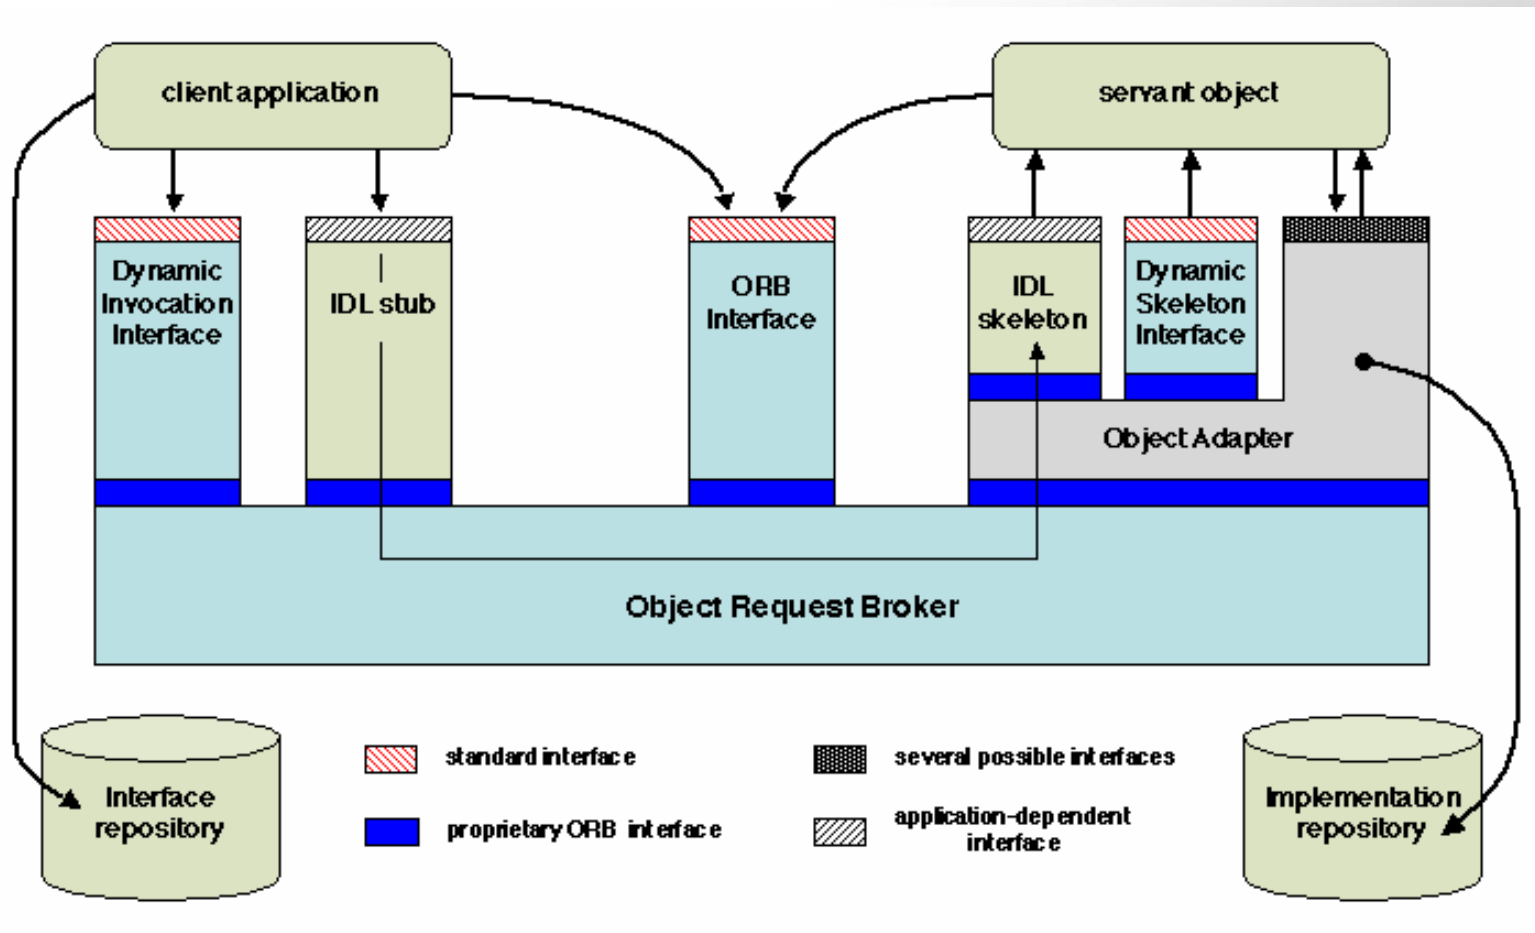 client application
servant object
Dynamic
Invocation
Interface
IDL stub
ORB
Interface
IDL
skeleton
Dynamic
Skeleton
Interface
Object Adapter
Object Request Broker
Interface
repository
standard interface
proprietary ORB interface
several possible interfaces
application-dependent
interface
Implementation
repository